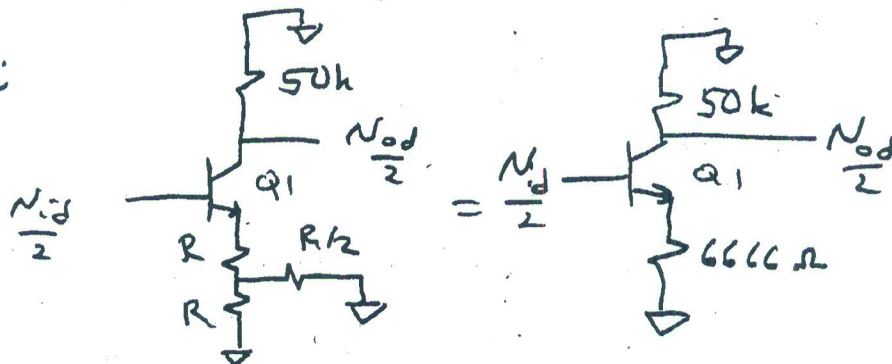 50k
Nod/2
Q1
Nid/2
R
R/2
R
=
Nid/2
50k
Nod/2
Q1
6666 Ω